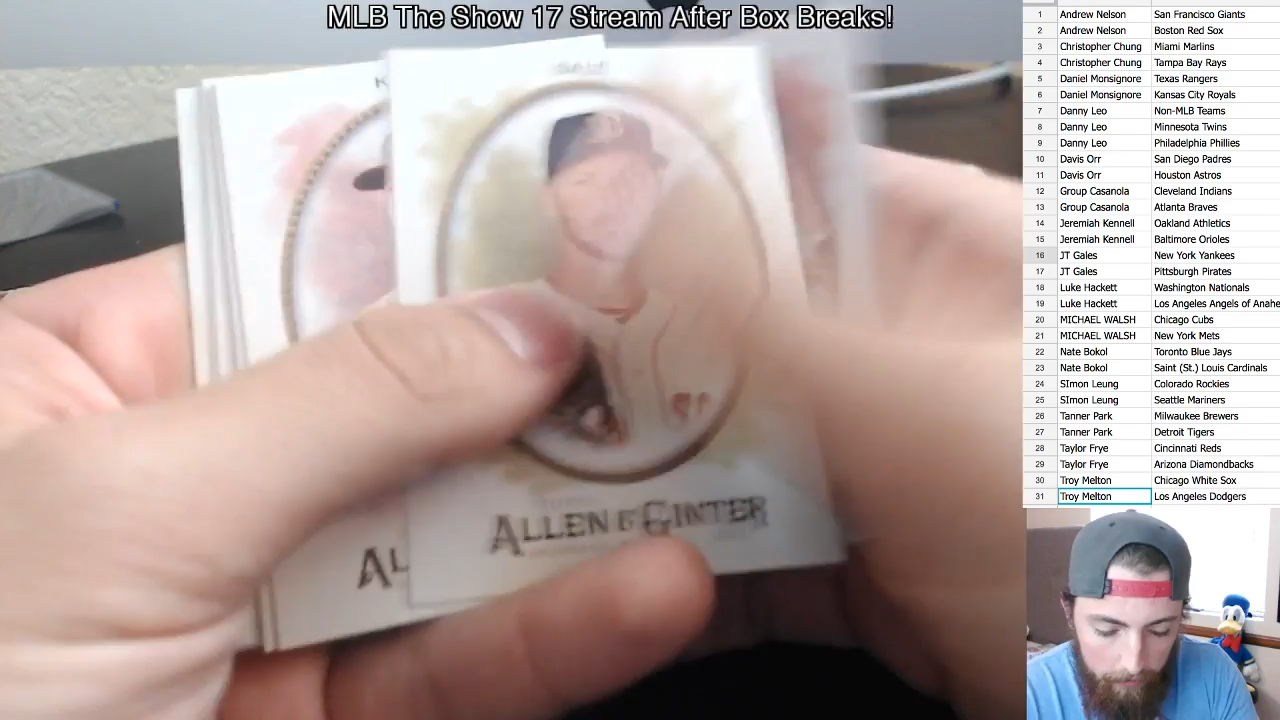 MLB The Show 17 Stream After Box Breaks!
SALE
ALLEN & GINTER
AL
1 Andrew Nelson San Francisco Giants
2 Andrew Nelson Boston Red Sox
3 Christopher Chung Miami Marlins
4 Christopher Chung Tampa Bay Rays
5 Daniel Monsignore Texas Rangers
6 Daniel Monsignore Kansas City Royals
7 Danny Leo Non-MLB Teams
8 Danny Leo Minnesota Twins
9 Danny Leo Philadelphia Phillies
10 Davis Orr San Diego Padres
11 Davis Orr Houston Astros
12 Group Casanola Cleveland Indians
13 Group Casanola Atlanta Braves
14 Jeremiah Kennell Oakland Athletics
15 Jeremiah Kennell Baltimore Orioles
16 JT Gales New York Yankees
17 JT Gales Pittsburgh Pirates
18 Luke Hackett Washington Nationals
19 Luke Hackett Los Angeles Angels of Anahe
20 MICHAEL WALSH Chicago Cubs
21 MICHAEL WALSH New York Mets
22 Nate Bokol Toronto Blue Jays
23 Nate Bokol Saint (St.) Louis Cardinals
24 SImon Leung Colorado Rockies
25 SImon Leung Seattle Mariners
26 Tanner Park Milwaukee Brewers
27 Tanner Park Detroit Tigers
28 Taylor Frye Cincinnati Reds
29 Taylor Frye Arizona Diamondbacks
30 Troy Melton Chicago White Sox
31 Troy Melton Los Angeles Dodgers